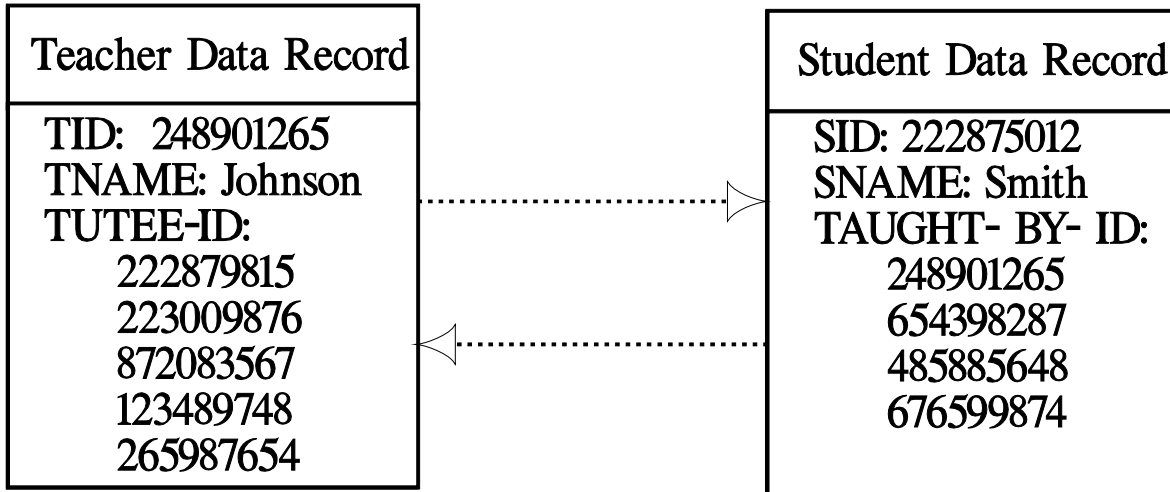 Teacher Data Record
TID: 248901265
TNAME: Johnson
TUTEE-ID:
222879815
223009876
872083567
123489748
265987654
Student Data Record
SID: 222875012
SNAME: Smith
TAUGHT- BY- ID:
248901265
654398287
485885648
676599874